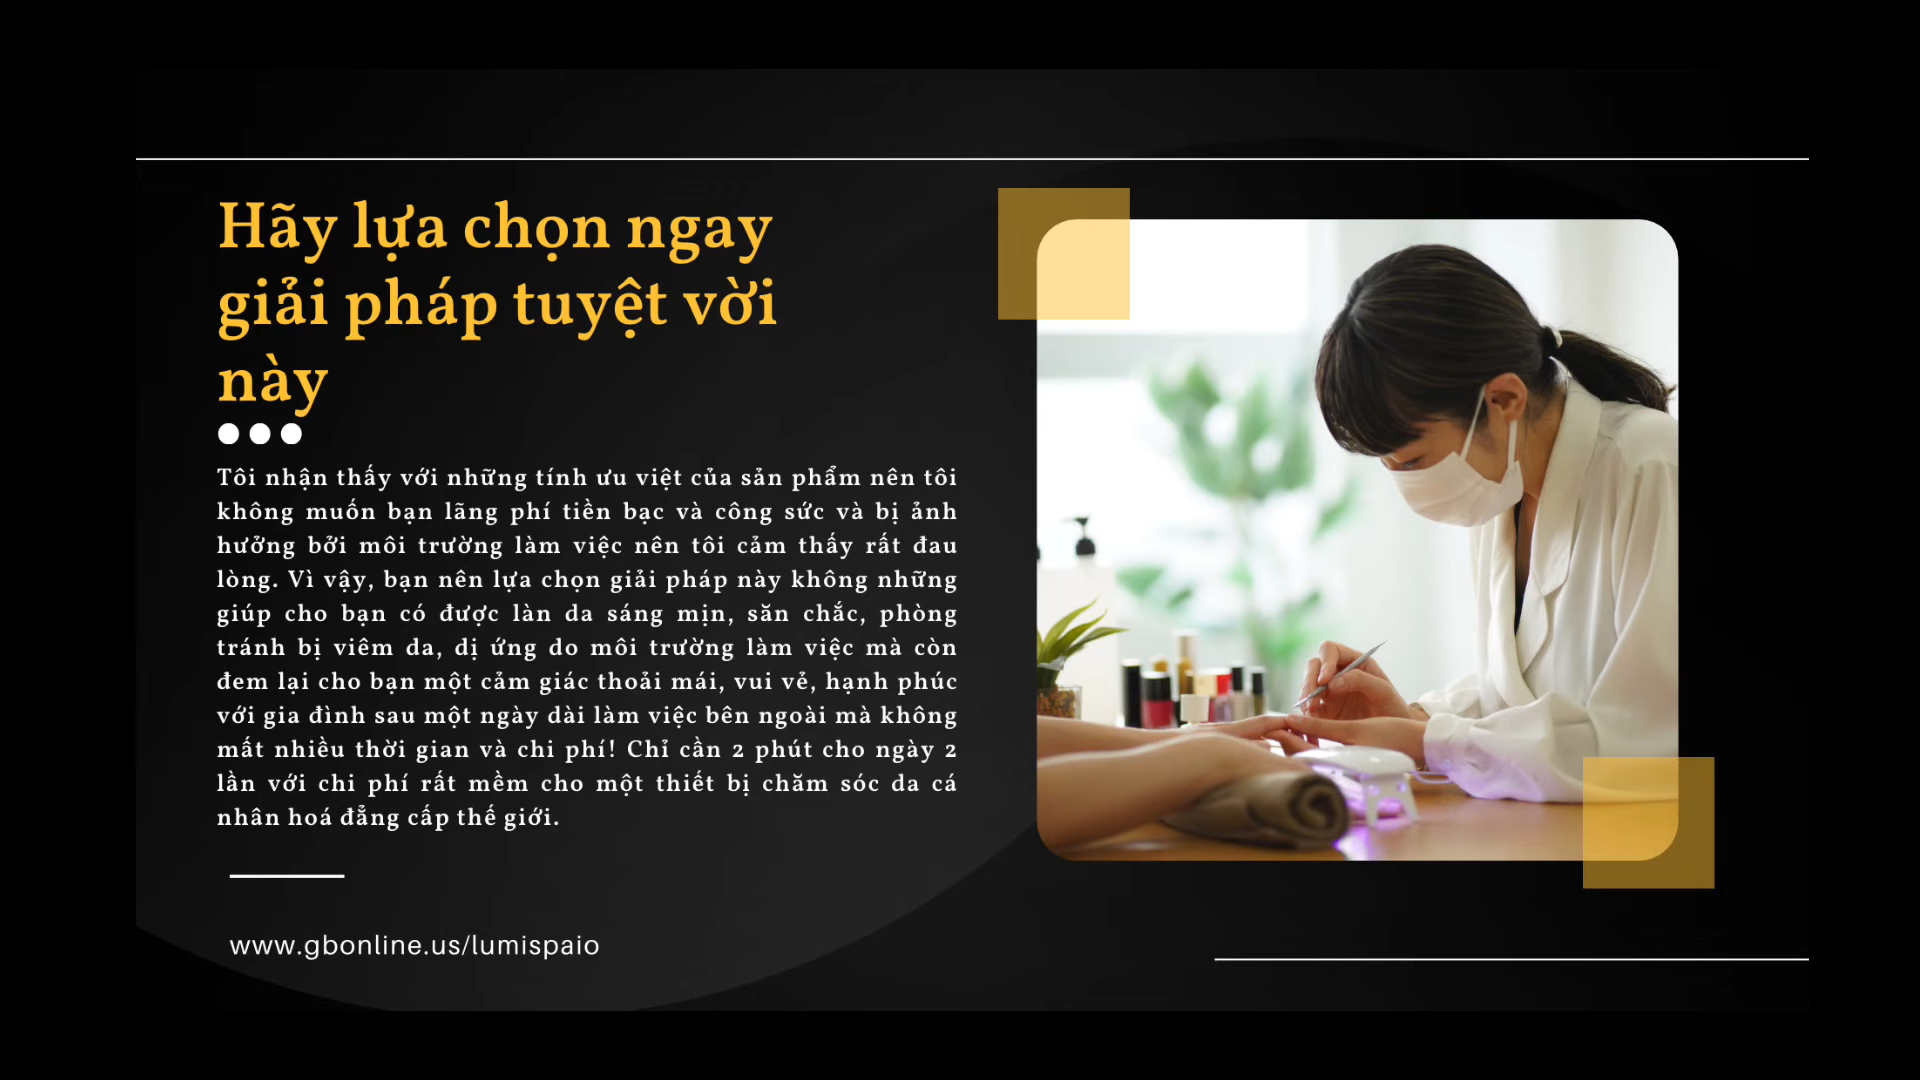 Hãy lựa chọn ngay
giải pháp tuyệt vời
này
Tôi nhận thấy với những tính ưu việt của sản phẩm nên tôi
không muốn bạn lãng phí tiền bạc và công sức và bị ảnh
hưởng bởi môi trường làm việc nên tôi cảm thấy rất đau
lòng. Vì vậy, bạn nên lựa chọn giải pháp này không những
giúp cho bạn có được làn da sáng mịn, săn chắc, phòng
tránh bị viêm da, dị ứng do môi trường làm việc mà còn
đem lại cho bạn một cảm giác thoải mái, vui vẻ, hạnh phúc
với gia đình sau một ngày dài làm việc bên ngoài mà không
mất nhiều thời gian và chi phí! Chỉ cần 2 phút cho ngày 2
lần với chi phí rất mềm cho một thiết bị chăm sóc da cá
nhân hoá đẳng cấp thế giới.
www.gbonline.us/lumispaio